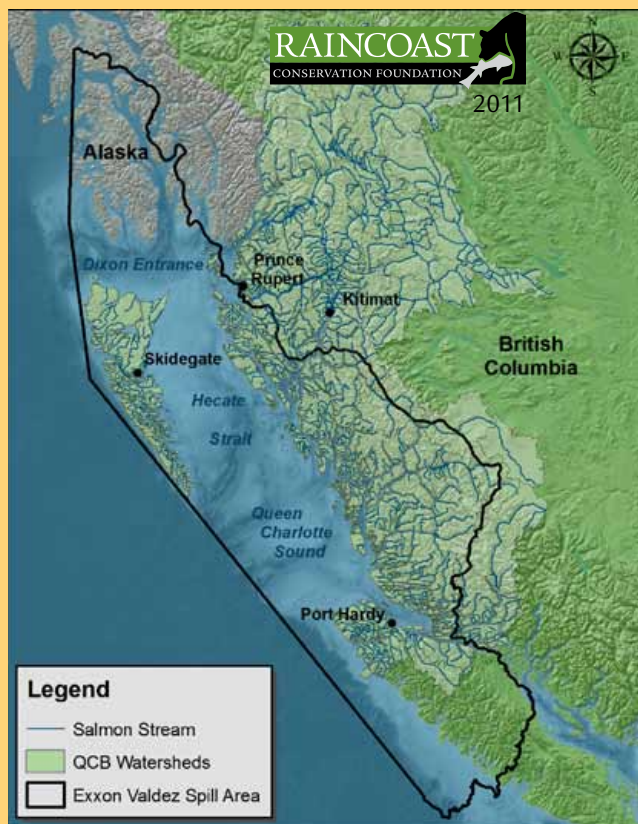 RAINCOAST
CONSERVATION FOUNDATION
2011
N
W
E
S
Alaska
Dixon Entrance
Prince
Rupert
Kitimat
British
Columbia
Skidegate
Hecate
Strait
Queen
Charlotte
Sound
Port Hardy
Legend
Salmon Stream
QCB Watersheds
Exxon Valdez Spill Area